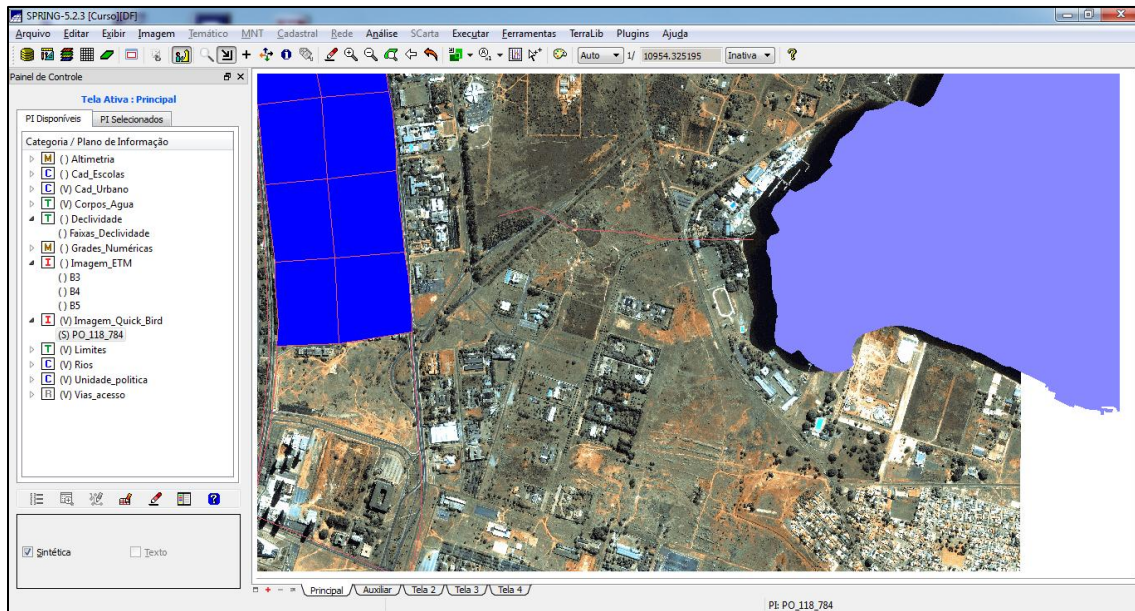 SPRING-5.2.3 [Curso][DF]
Arquivo Editar Exibir Imagem Temático MNT Cadastral Rede Análise SCarta Executar Ferramentas TerraLib Plugins Ajuda
Auto 1/ 10954.325195 Inativa
Painel de Controle
Tela Ativa : Principal
PI Disponíveis PI Selecionados
Categoria / Plano de Informação
M () Altimetria
C () Cad_Escolas
C (V) Cad_Urbano
T (V) Corpos_Agua
T () Declividade
() Faixas_Declividade
M () Grades_Numéricas
I () Imagem_ETM
() B3
() B4
() B5
I (V) Imagem_Quick_Bird
(S) PO_118_784
T (V) Limites
C (V) Rios
C (V) Unidade_politica
R (V) Vias_acesso
Sintética Texto
Principal Auxiliar Tela 2 Tela 3 Tela 4
PI: PO_118_784